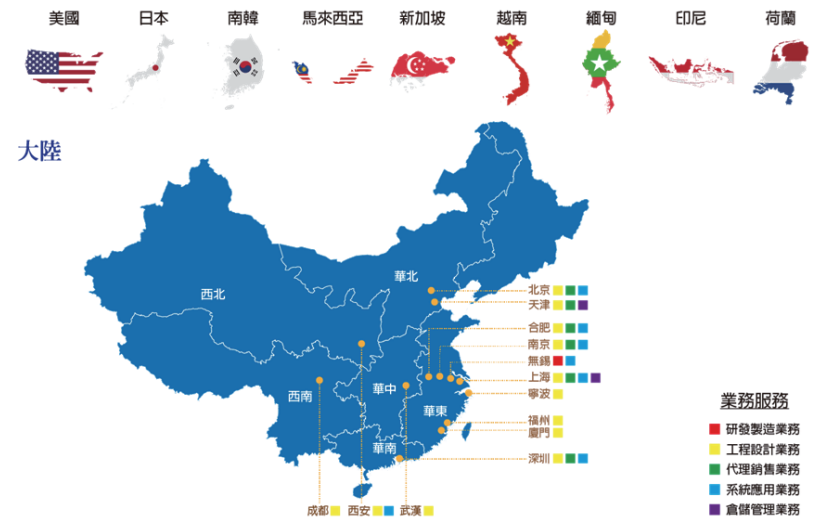 美國 日本 南韓 馬來西亞 新加坡 越南 緬甸 印尼 荷蘭
大陸
華北
西北
北京
天津
合肥
南京
無錫
上海
寧波
西南
華中
華東
福州
廈門
華南
深圳
成都 西安 武漢
業務服務
研發製造業務
工程設計業務
代理銷售業務
系統應用業務
倉儲管理業務